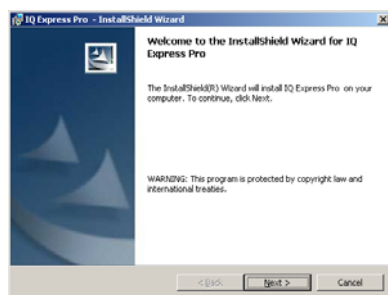 IQ Express Pro - InstallShield Wizard
Welcome to the InstallShield Wizard for IQ
Express Pro
The InstallShield(R) Wizard will install IQ Express Pro on your
computer. To continue, click Next.
WARNING: This program is protected by copyright law and
international treaties.
< Back
Next >
Cancel